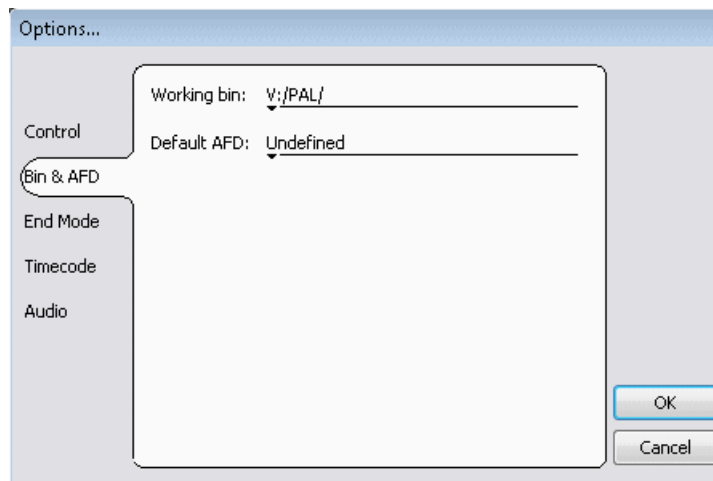 Options...
Control
Bin & AFD
End Mode
Timecode
Audio
Working bin: V:/PAL/
Default AFD: Undefined
OK
Cancel